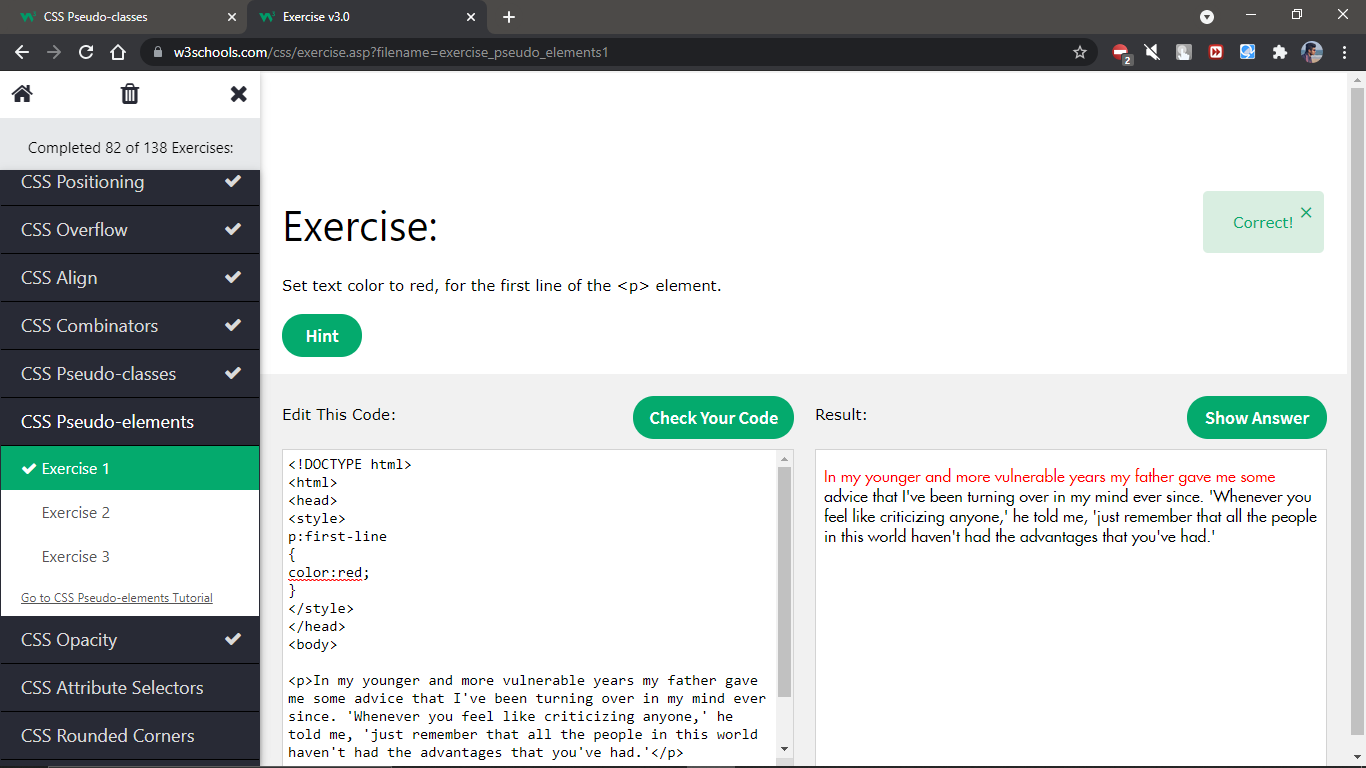 CSS Pseudo-classes
Exercise v3.0
w3schools.com/css/exercise.asp?filename=exercise_pseudo_elements1
2
Completed 82 of 138 Exercises:
CSS Positioning
CSS Overflow
CSS Align
CSS Combinators
CSS Pseudo-classes
CSS Pseudo-elements
Exercise 1
Exercise 2
Exercise 3
Go to CSS Pseudo-elements Tutorial
CSS Opacity
CSS Attribute Selectors
CSS Rounded Corners
Exercise:
Correct!
Set text color to red, for the first line of the <p> element.
Hint
Edit This Code:
Check Your Code
<!DOCTYPE html>
<html>
<head>
<style>
p:first-line
{
color:red;
}
</style>
</head>
<body>
<p>In my younger and more vulnerable years my father gave
me some advice that I've been turning over in my mind ever
since. 'Whenever you feel like criticizing anyone,' he
told me, 'just remember that all the people in this world
haven't had the advantages that you've had.'</p>
Result:
Show Answer
In my younger and more vulnerable years my father gave me some
advice that I've been turning over in my mind ever since. 'Whenever you
feel like criticizing anyone,' he told me, 'just remember that all the people
in this world haven't had the advantages that you've had.'